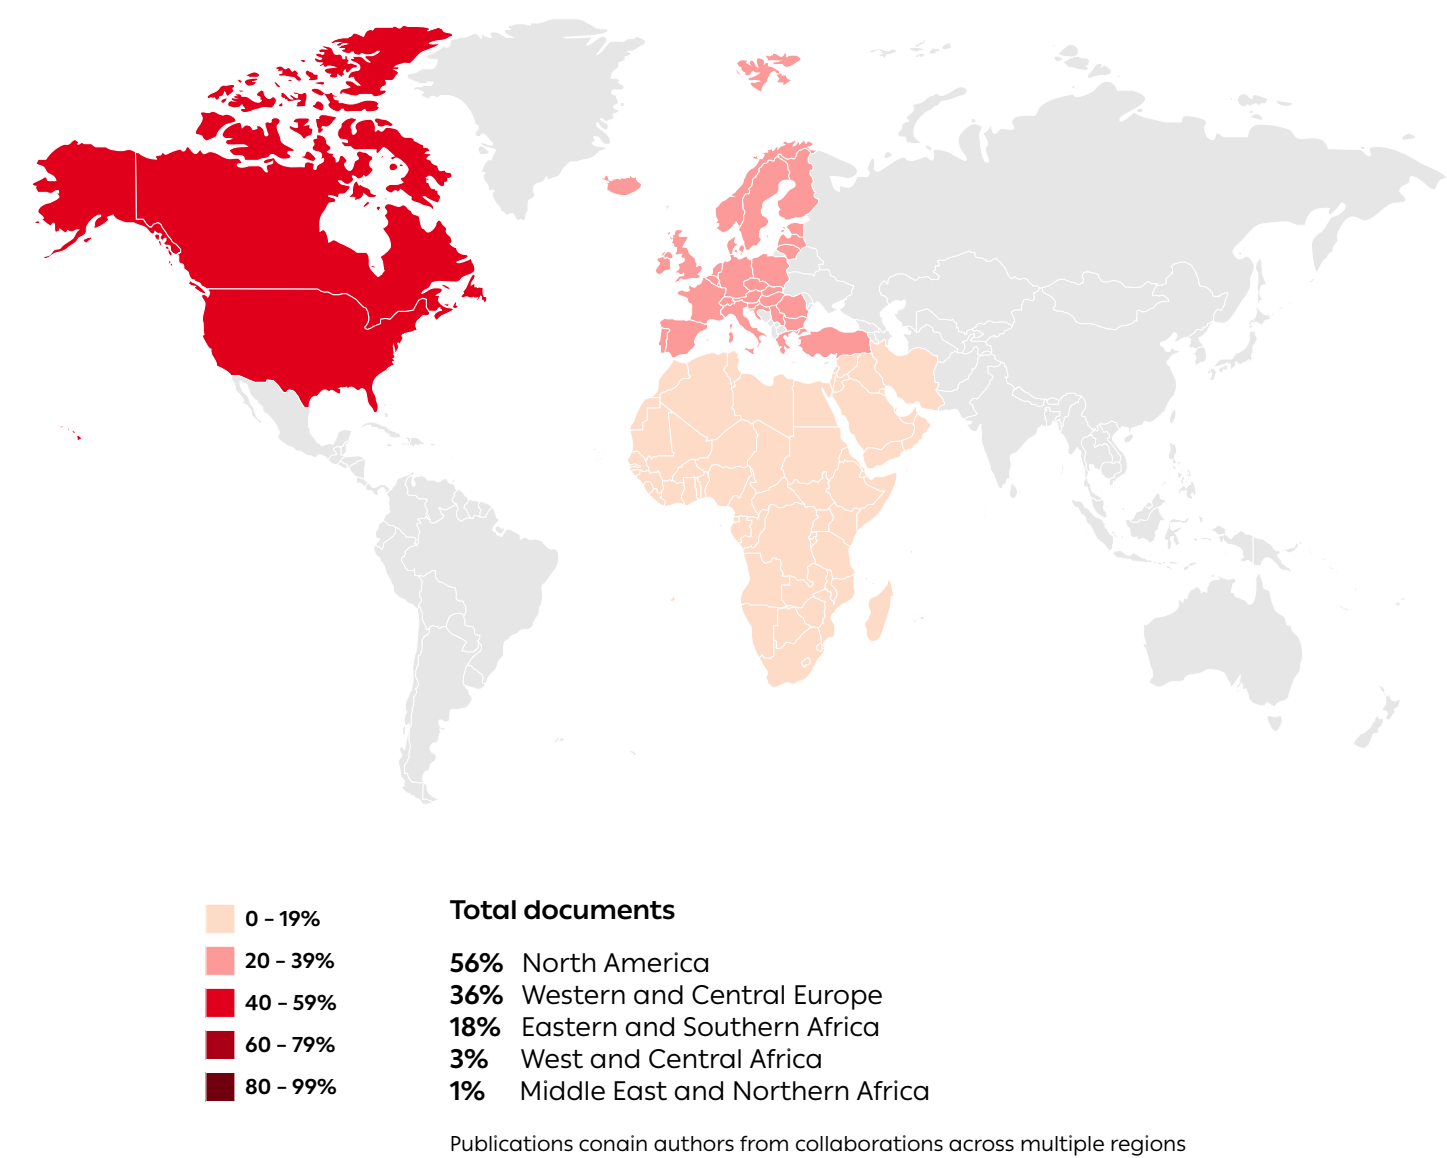 0 – 19%
20 – 39%
40 – 59%
60 – 79%
80 – 99%
Total documents
56% North America
36% Western and Central Europe
18% Eastern and Southern Africa
3% West and Central Africa
1% Middle East and Northern Africa
Publications conain authors from collaborations across multiple regions